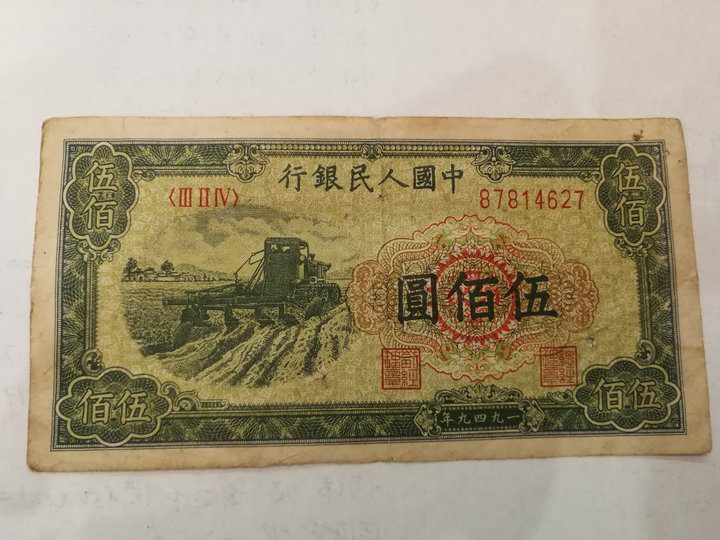 中國人民銀行
〈III II IV〉
87814627
伍佰
伍佰
伍佰圓
伍佰
伍佰
一九四九年